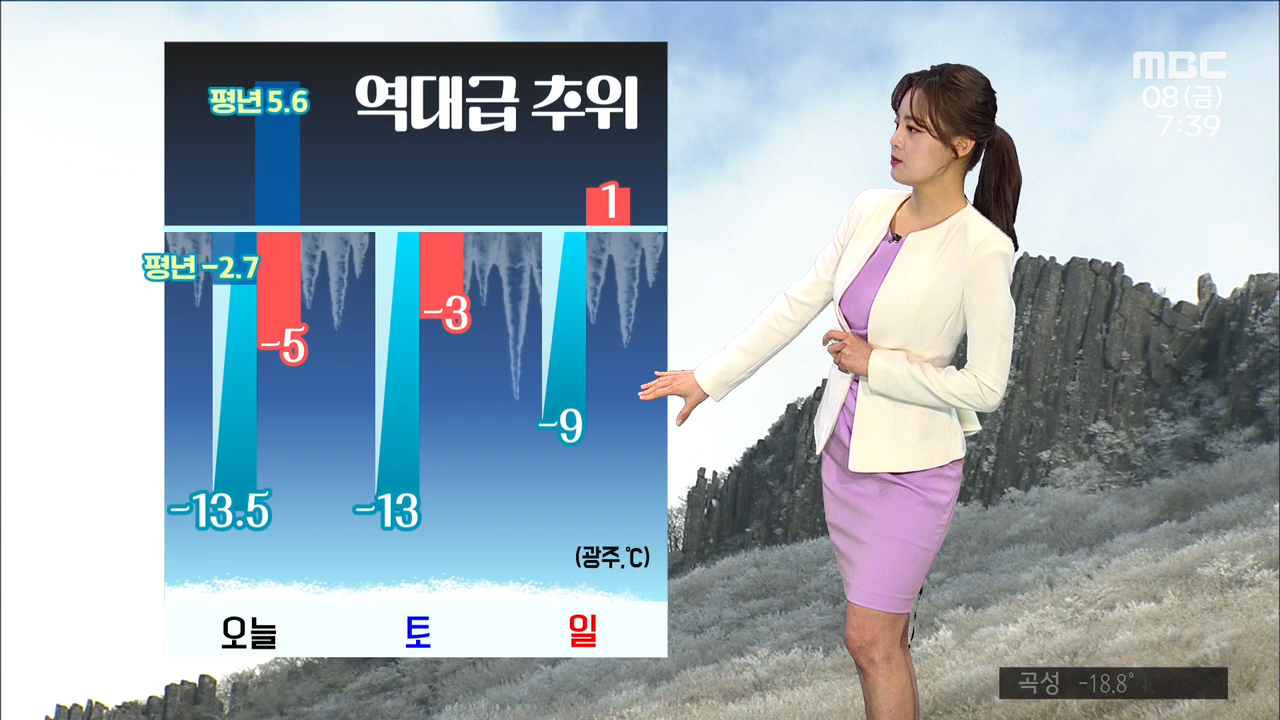 역대급 추위
평년 5.6
1
평년 -2.7
-5
-3
-9
-13.5
-13
(광주,℃)
오늘
토
일
MBC
08(금)
7:39
곡성 -18.8°